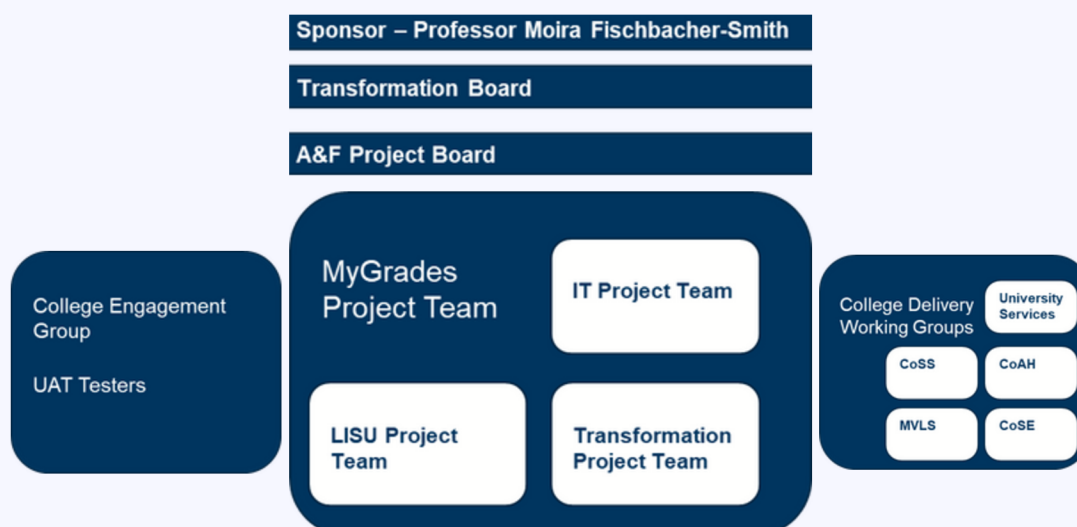 Sponsor – Professor Moira Fischbacher-Smith
Transformation Board
A&F Project Board
College Engagement
Group
UAT Testers
MyGrades
Project Team
IT Project Team
LISU Project
Team
Transformation
Project Team
College Delivery
Working Groups
University
Services
CoSS
CoAH
MVLS
CoSE